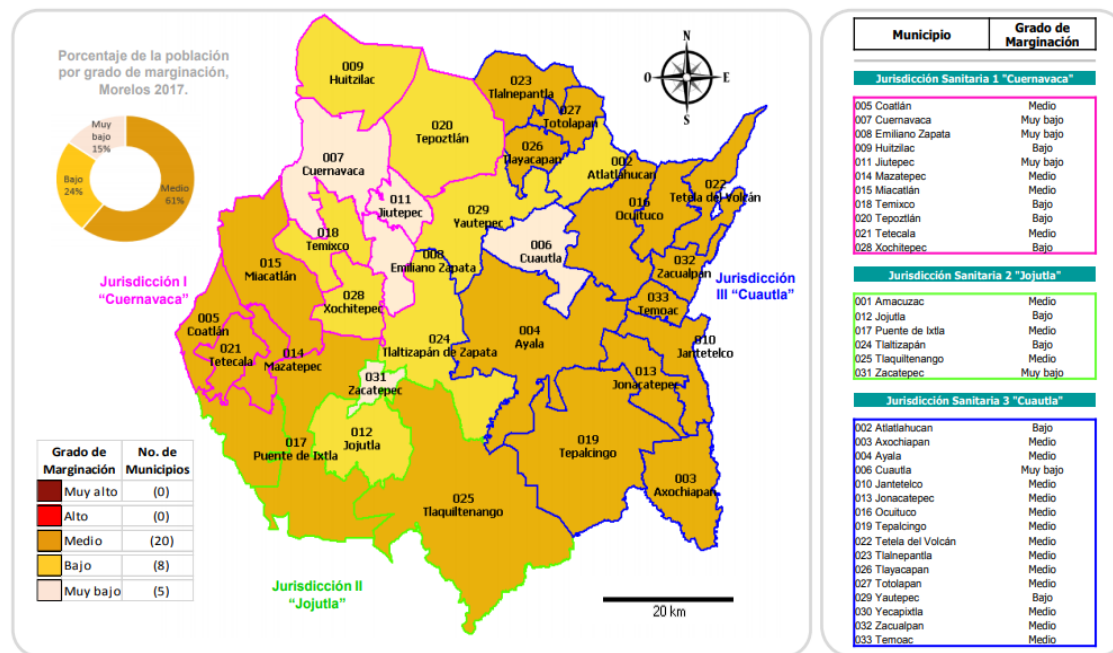 Porcentaje de la población
por grado de marginación,
Morelos 2017.
Muy
bajo
15%
Bajo
24%
Medio
61%
N
O
E
S
009
Huitzilac
023
Tlalnepantla
027
Totolapan
020
Tepoztlán
026
Tlayacapan
007
Cuernavaca
002
Atlatlahucan
011
Jiutepec
022
Tetela del Volcán
016
Ocuituco
029
Yautepec
018
Temixco
006
Cuautla
008
Emiliano Zapata
032
Zacualpan
015
Miacatlán
Jurisdicción I
“Cuernavaca”
Jurisdicción
III “Cuautla”
028
Xochitepec
033
Temoac
005
Coatlán
004
Ayala
024
Tlaltizapán de Zapata
010
Jantetelco
021
Tetecala
014
Mazatepec
013
Jonacatepec
031
Zacatepec
012
Jojutla
017
Puente de Ixtla
019
Tepalcingo
003
Axochiapan
025
Tlaquiltenango
Jurisdicción II
“Jojutla”
20 km
Grado de Marginación No. de Municipios
Muy alto (0)
Alto (0)
Medio (20)
Bajo (8)
Muy bajo (5)
Municipio Grado de Marginación
Jurisdicción Sanitaria 1 "Cuernavaca"
005 Coatlán Medio
007 Cuernavaca Muy bajo
008 Emiliano Zapata Muy bajo
009 Huitzilac Bajo
011 Jiutepec Muy bajo
014 Mazatepec Medio
015 Miacatlán Medio
018 Temixco Bajo
020 Tepoztlán Bajo
021 Tetecala Medio
028 Xochitepec Bajo
Jurisdicción Sanitaria 2 "Jojutla"
001 Amacuzac Medio
012 Jojutla Bajo
017 Puente de Ixtla Medio
024 Tlaltizapán Bajo
025 Tlaquiltenango Medio
031 Zacatepec Muy bajo
Jurisdicción Sanitaria 3 "Cuautla"
002 Atlatlahucan Bajo
003 Axochiapan Medio
004 Ayala Medio
006 Cuautla Muy bajo
010 Jantetelco Medio
013 Jonacatepec Medio
016 Ocuituco Medio
019 Tepalcingo Medio
022 Tetela del Volcán Medio
023 Tlalnepantla Medio
026 Tlayacapan Medio
027 Totolapan Medio
029 Yautepec Bajo
030 Yecapixtla Medio
032 Zacualpan Medio
033 Temoac Medio